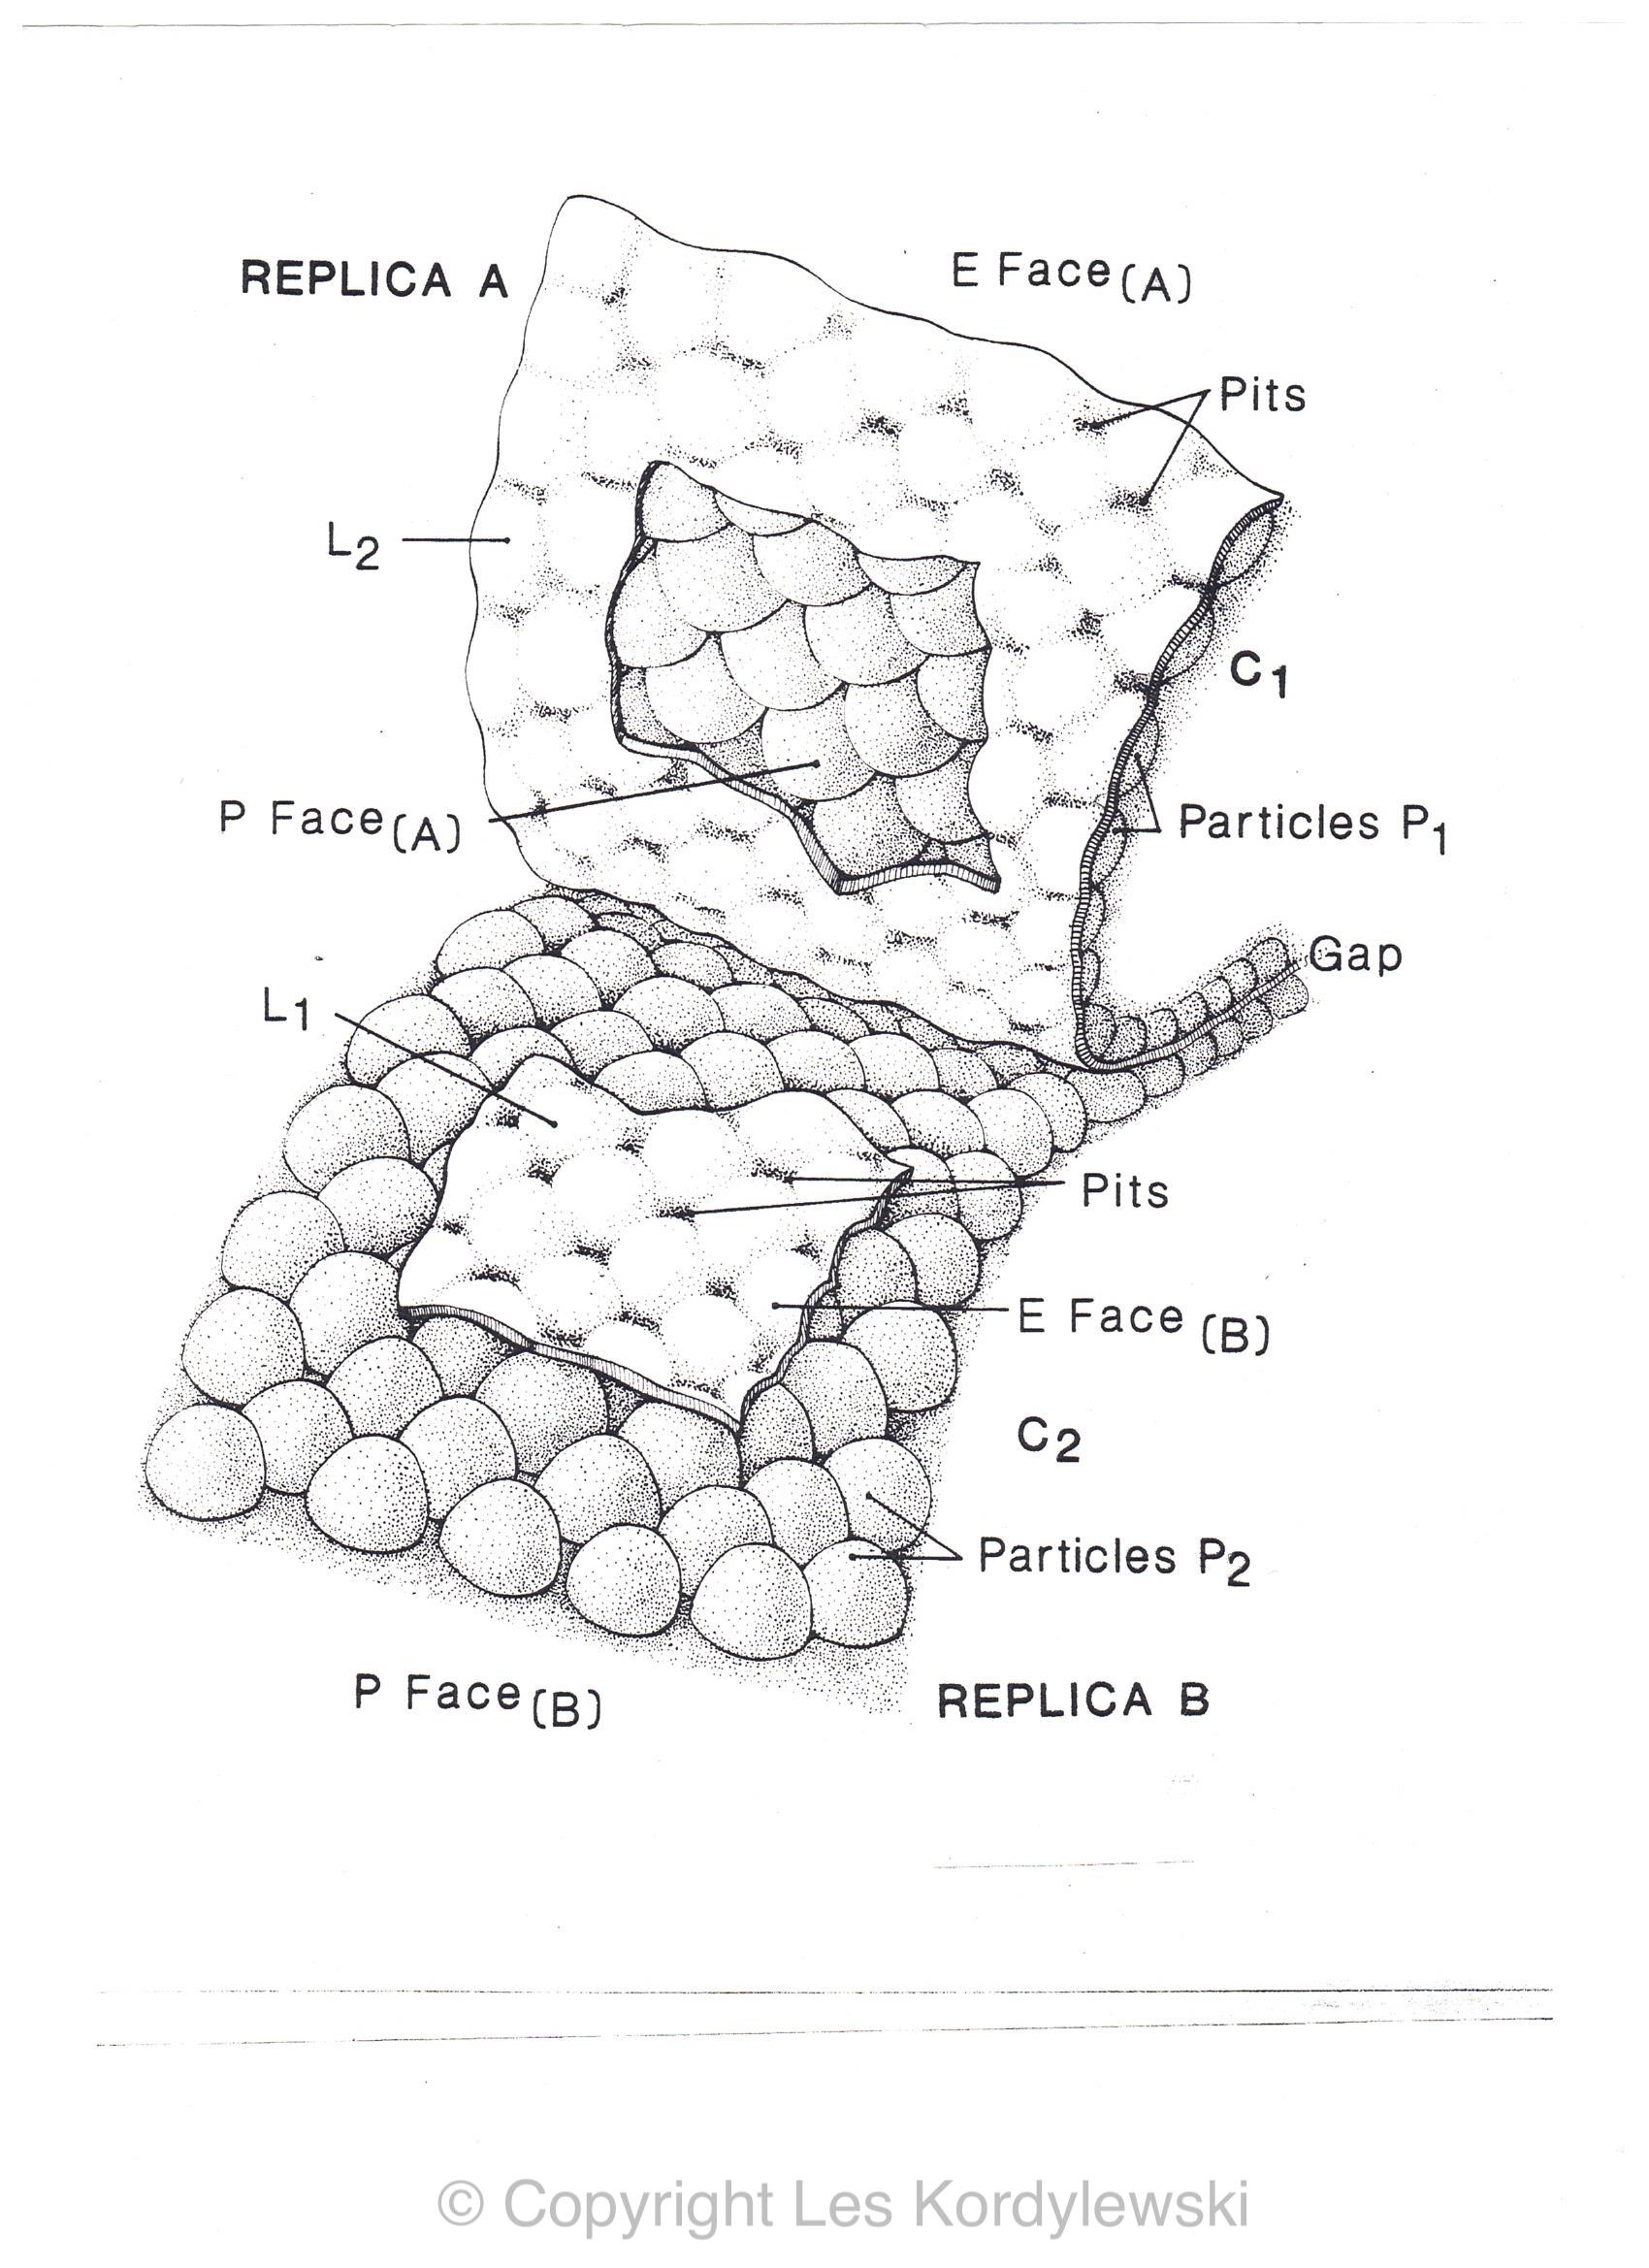 REPLICA A
E Face(A)
Pits
L2
C1
P Face(A)
Particles P1
Gap
L1
Pits
E Face (B)
C2
Particles P2
P Face(B)
REPLICA B
© Copyright Les Kordylewski